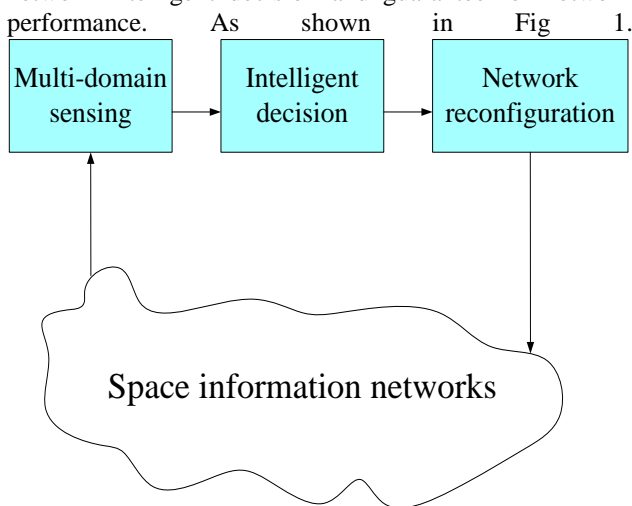 performance. As shown in Fig 1.
Multi-domain
sensing
Intelligent
decision
Network
reconfiguration
Space information networks